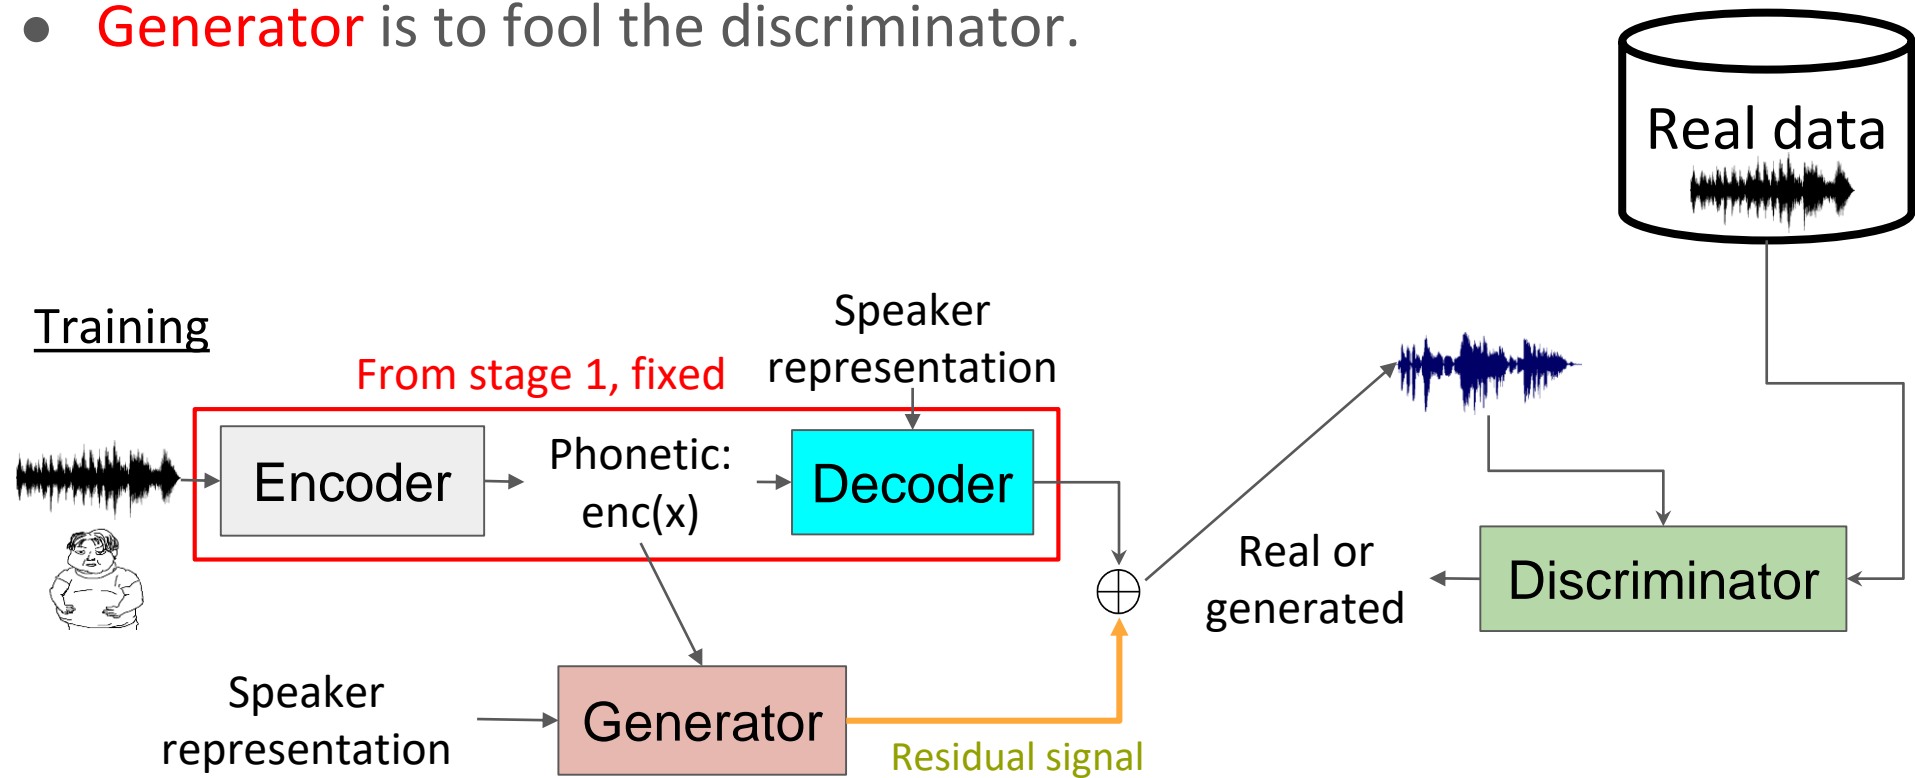 ● Generator is to fool the discriminator.
Real data
Training
From stage 1, fixed
Speaker
representation
Encoder
Phonetic:
enc(x)
Decoder
Real or
generated
Discriminator
Speaker
representation
Generator
Residual signal